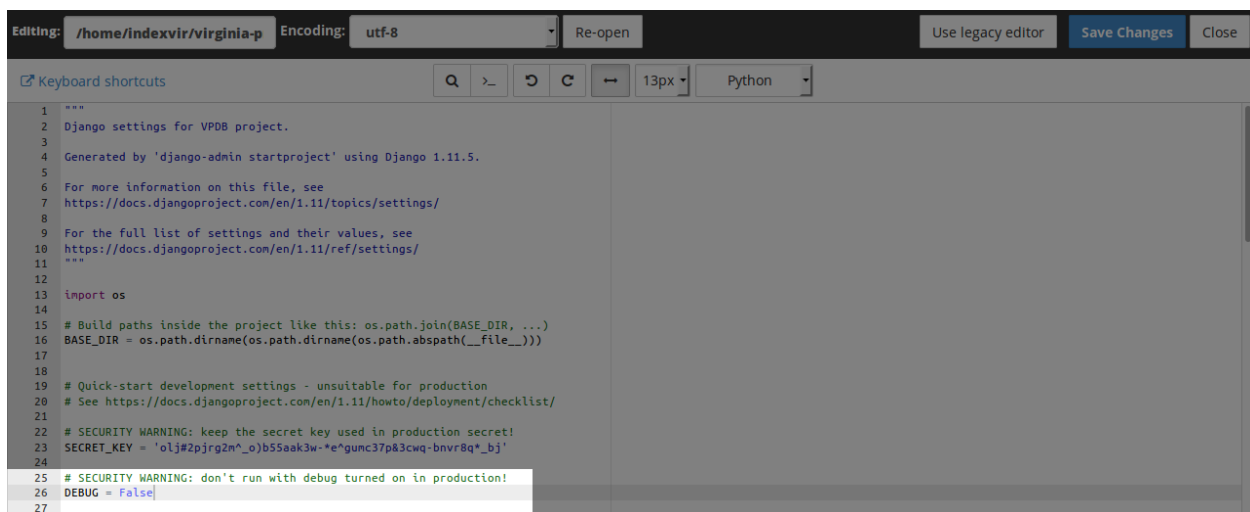 Editing: /home/indexvir/virginia-p Encoding: utf-8 Re-open Use legacy editor Save Changes Close
Keyboard shortcuts >_ 13px Python
1 """
2 Django settings for VPDB project.
3
4 Generated by 'django-admin startproject' using Django 1.11.5.
5
6 For more information on this file, see
7 https://docs.djangoproject.com/en/1.11/topics/settings/
8
9 For the full list of settings and their values, see
10 https://docs.djangoproject.com/en/1.11/ref/settings/
11 """
12
13 import os
14
15 # Build paths inside the project like this: os.path.join(BASE_DIR, ...)
16 BASE_DIR = os.path.dirname(os.path.dirname(os.path.abspath(__file__)))
17
18
19 # Quick-start development settings - unsuitable for production
20 # See https://docs.djangoproject.com/en/1.11/howto/deployment/checklist/
21
22 # SECURITY WARNING: keep the secret key used in production secret!
23 SECRET_KEY = 'olj#2pjrg2m^_o)b55aak3w-*e^gumc37p&3cwq-bnvr8q*_bj'
24
25 # SECURITY WARNING: don't run with debug turned on in production!
26 DEBUG = False
27